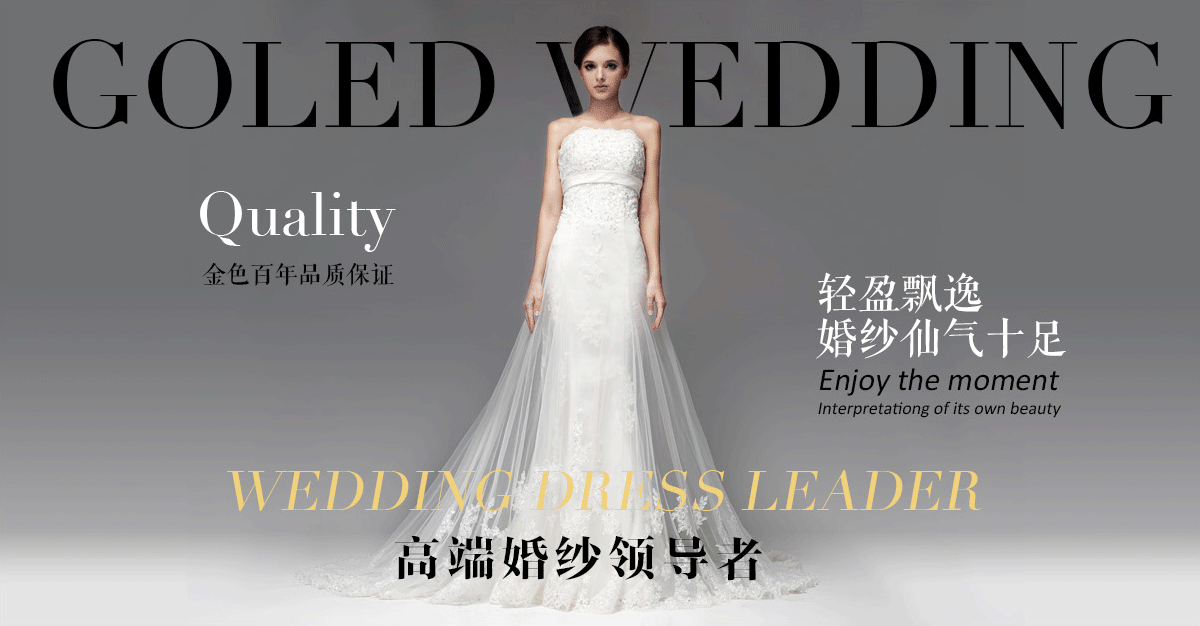 GOLED WEDDING
Quality
金色百年品质保证
轻盈飘逸
婚纱仙气十足
Enjoy the moment
Interpretationg of its own beauty
WEDDING DRESS LEADER
高端婚纱领导者